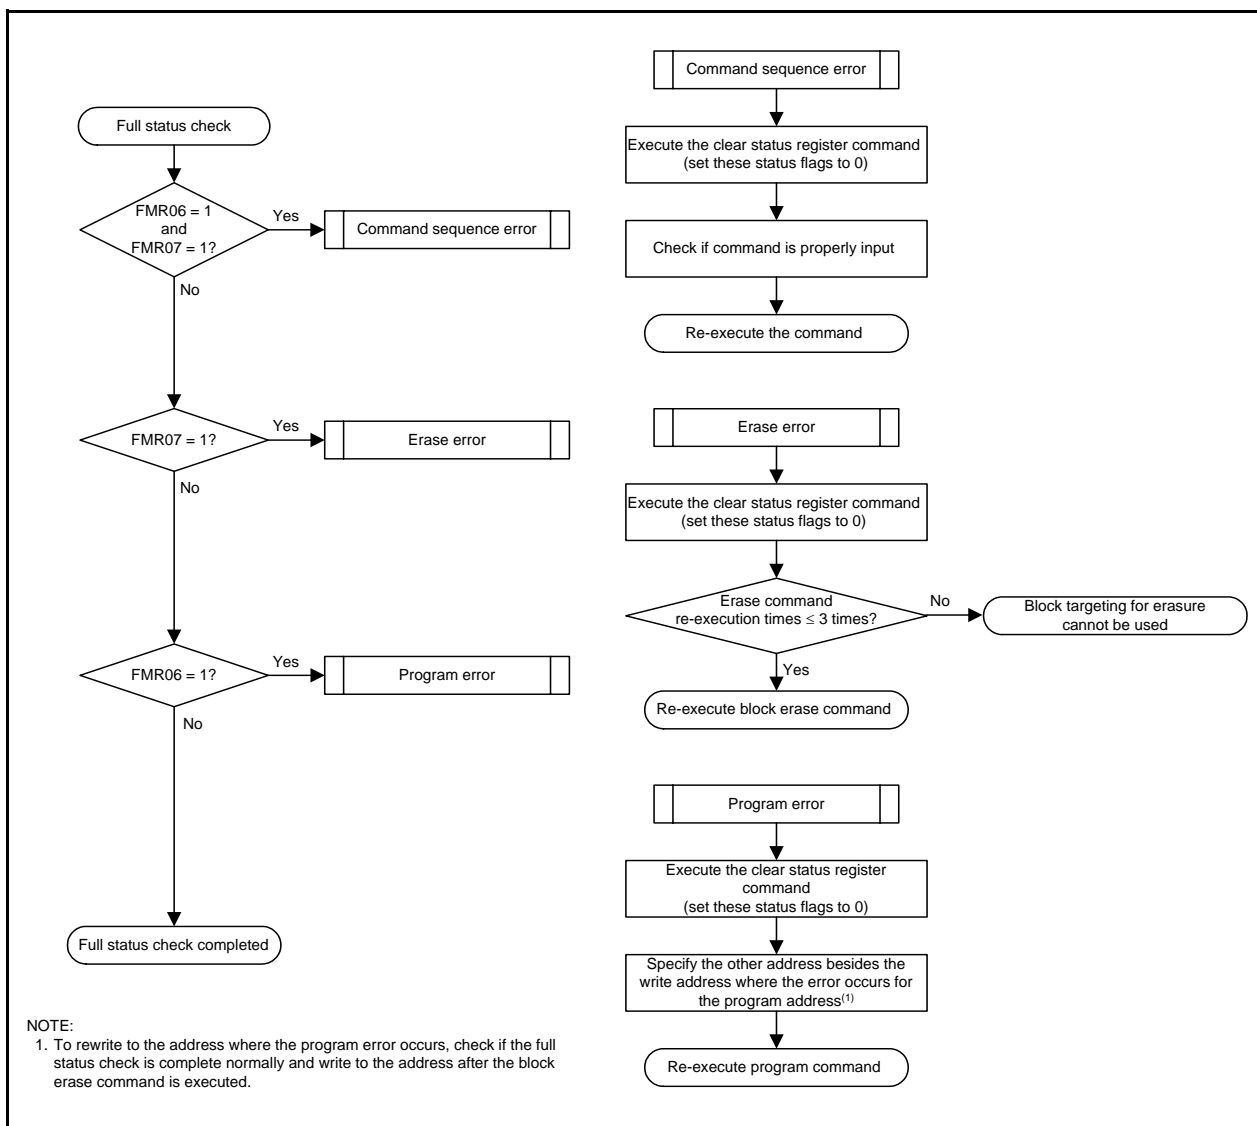 Full status check
FMR06 = 1
and
FMR07 = 1?
Yes
Command sequence error
No
FMR07 = 1?
Yes
Erase error
No
FMR06 = 1?
Yes
Program error
No
Full status check completed
Command sequence error
Execute the clear status register command
(set these status flags to 0)
Check if command is properly input
Re-execute the command
Erase error
Execute the clear status register command
(set these status flags to 0)
Erase command
re-execution times ≤ 3 times?
No
Block targeting for erasure
cannot be used
Yes
Re-execute block erase command
Program error
Execute the clear status register
command
(set these status flags to 0)
Specify the other address besides the
write address where the error occurs for
the program address(1)
Re-execute program command
NOTE:
1. To rewrite to the address where the program error occurs, check if the full
status check is complete normally and write to the address after the block
erase command is executed.